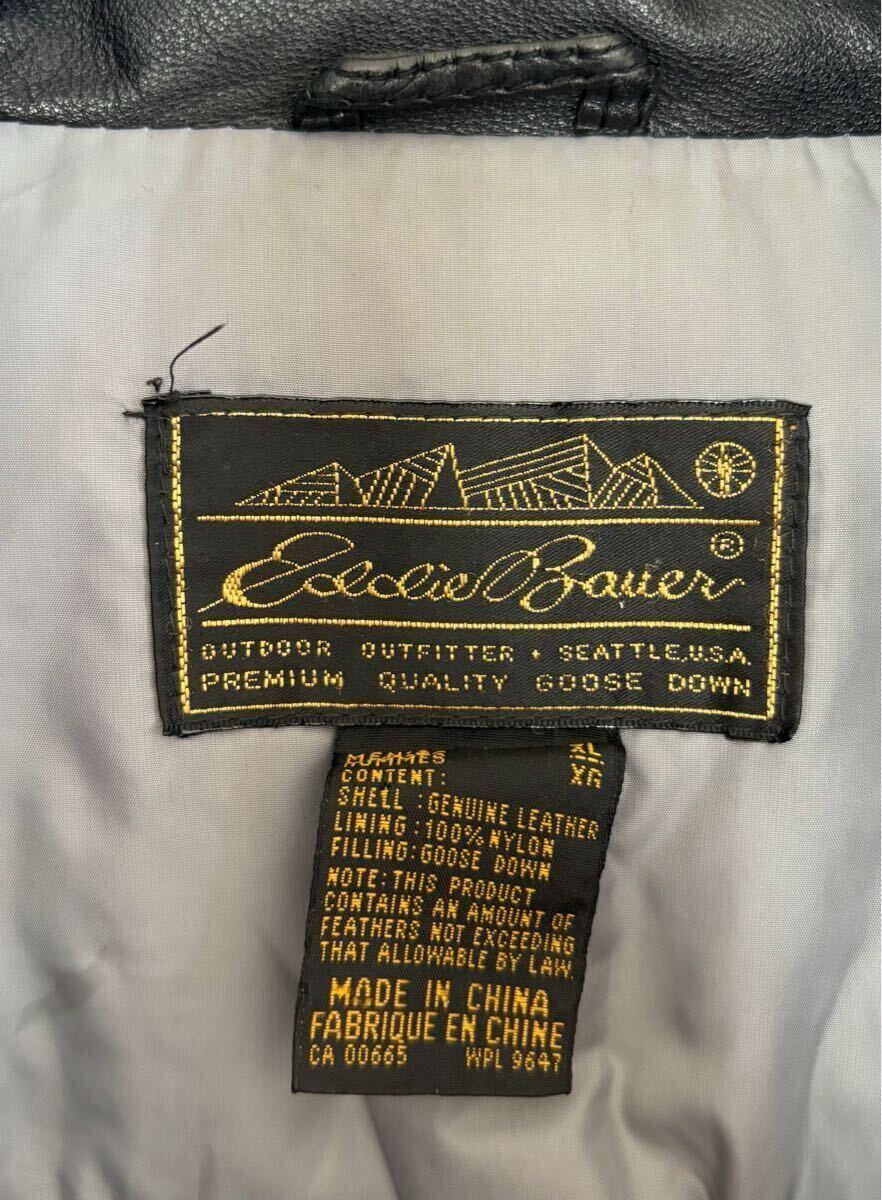 Eddie Bauer®
OUTDOOR OUTFITTER • SEATTLE,U.S.A.
PREMIUM QUALITY GOOSE DOWN
XL
XG
CONTENT:
SHELL :GENUINE LEATHER
LINING :100% NYLON
FILLING:GOOSE DOWN
NOTE:THIS PRODUCT
CONTAINS AN AMOUNT OF
FEATHERS NOT EXCEEDING
THAT ALLOWABLE BY LAW.
MADE IN CHINA
FABRIQUE EN CHINE
CA 00665 WPL 9647